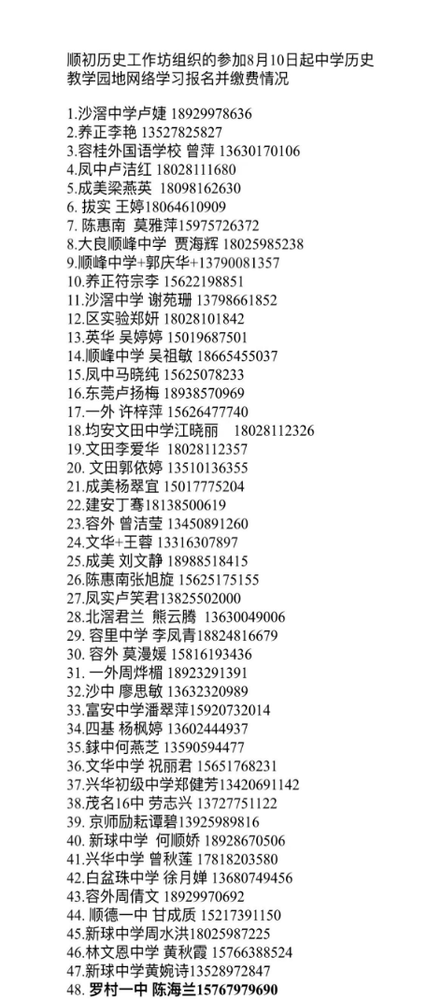 顺初历史工作坊组织的参加8月10日起中学历史
教学园地网络学习报名并缴费情况
1.沙滘中学卢婕 18929978636
2.养正李艳 13527825827
3.容桂外国语学校 曾萍 13630170106
4.凤中卢洁红 18028111680
5.成美梁燕英  18098162630
6. 拔实 王婷18064610909
7. 陈惠南  莫雅萍15975726372
8.大良顺峰中学  贾海辉 18025985238
9.顺峰中学+郭庆华+13790081357
10.养正符宗李 15622198851
11.沙滘中学 谢苑珊 13798661852
12.区实验郑妍 18028101842
13.英华 吴婷婷 15019687501
14.顺峰中学 吴祖敏 18665455037
15.凤中马晓纯 15625078233
16.东莞卢扬梅 18938570969
17.一外 许梓萍 15626477740
18.均安文田中学江晓丽    18028112326
19.文田李爱华  18028112357
20. 文田郭依婷 13510136355
21.成美杨翠宜 15017775204
22.建安丁骞18138500619
23.容外 曾洁莹 13450891260
24.文华+王蓉 13316307897
25.成美 刘文静 18988518415
26.陈惠南张旭旋 15625175155
27.凤实卢笑君13825502000
28.北滘君兰  熊云腾  13630049006
29. 容里中学 李凤青18824816679
30. 容外 莫漫媛 15816193436
31. 一外周烨楣 18923291391
32.沙中 廖思敏 13632320989
33.富安中学潘翠萍15920732014
34.四基 杨枫婷 13602444937
35.銶中何燕芝 13590594477
36.文华中学 祝丽君 15651768231
37.兴华初级中学郑健芳13420691142
38.茂名16中 劳志兴 13727751122
39. 京师励耘谭碧13925989816
40. 新球中学  何顺娇 18928670506
41.兴华中学 曾秋莲 17818203580
42.白盆珠中学 徐月婵 13680749456
43.容外周倩文 18929970692
44. 顺德一中 甘成质 15217391150
45.新球中学周水洪18025987225
46.林文恩中学 黄秋霞 15766388524
47.新球中学黄婉诗13528972847
48. 罗村一中 陈海兰15767979690